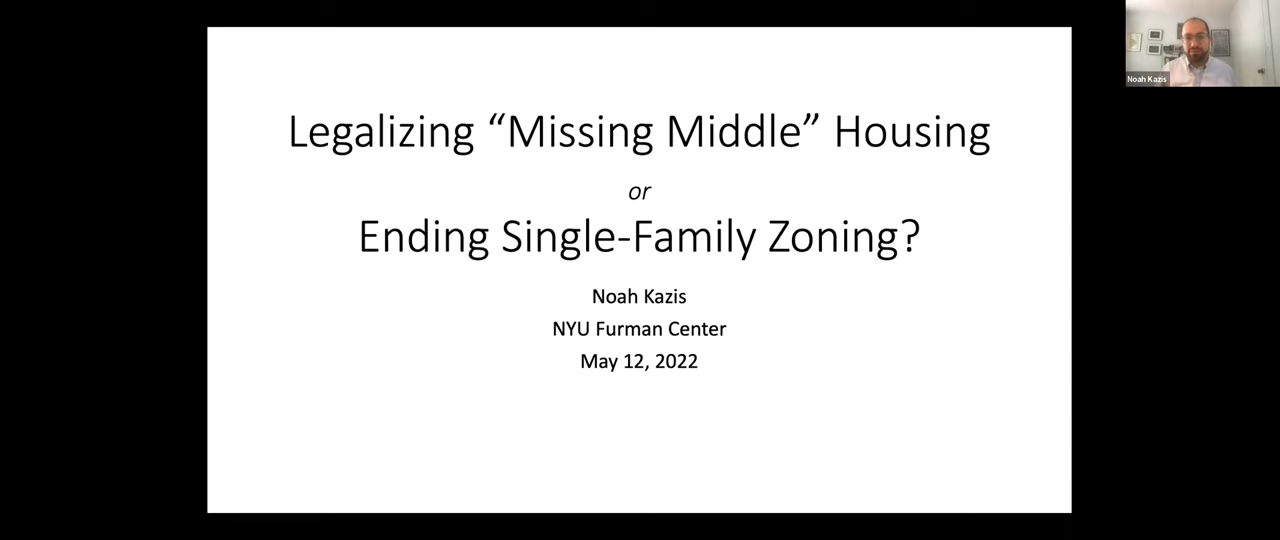 Legalizing “Missing Middle” Housing
or
Ending Single-Family Zoning?
Noah Kazis
NYU Furman Center
May 12, 2022
Noah Kazis